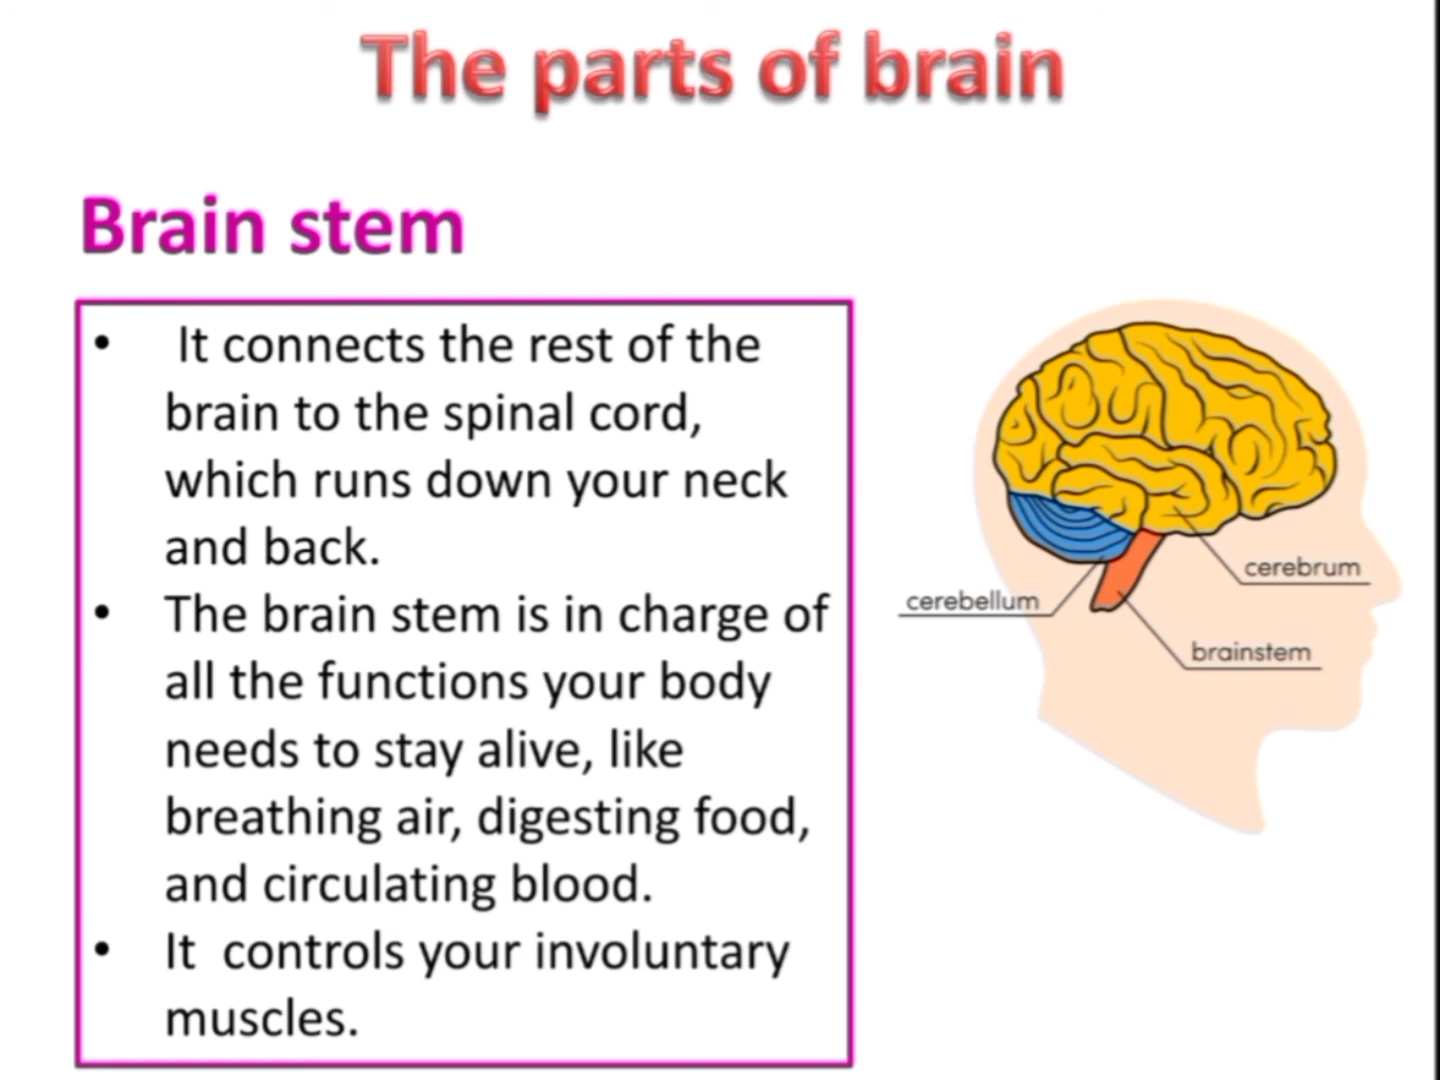 The parts of brain
Brain stem
• It connects the rest of the
brain to the spinal cord,
which runs down your neck
and back.
• The brain stem is in charge of
all the functions your body
needs to stay alive, like
breathing air, digesting food,
and circulating blood.
• It controls your involuntary
muscles.
cerebrum
cerebellum
brainstem